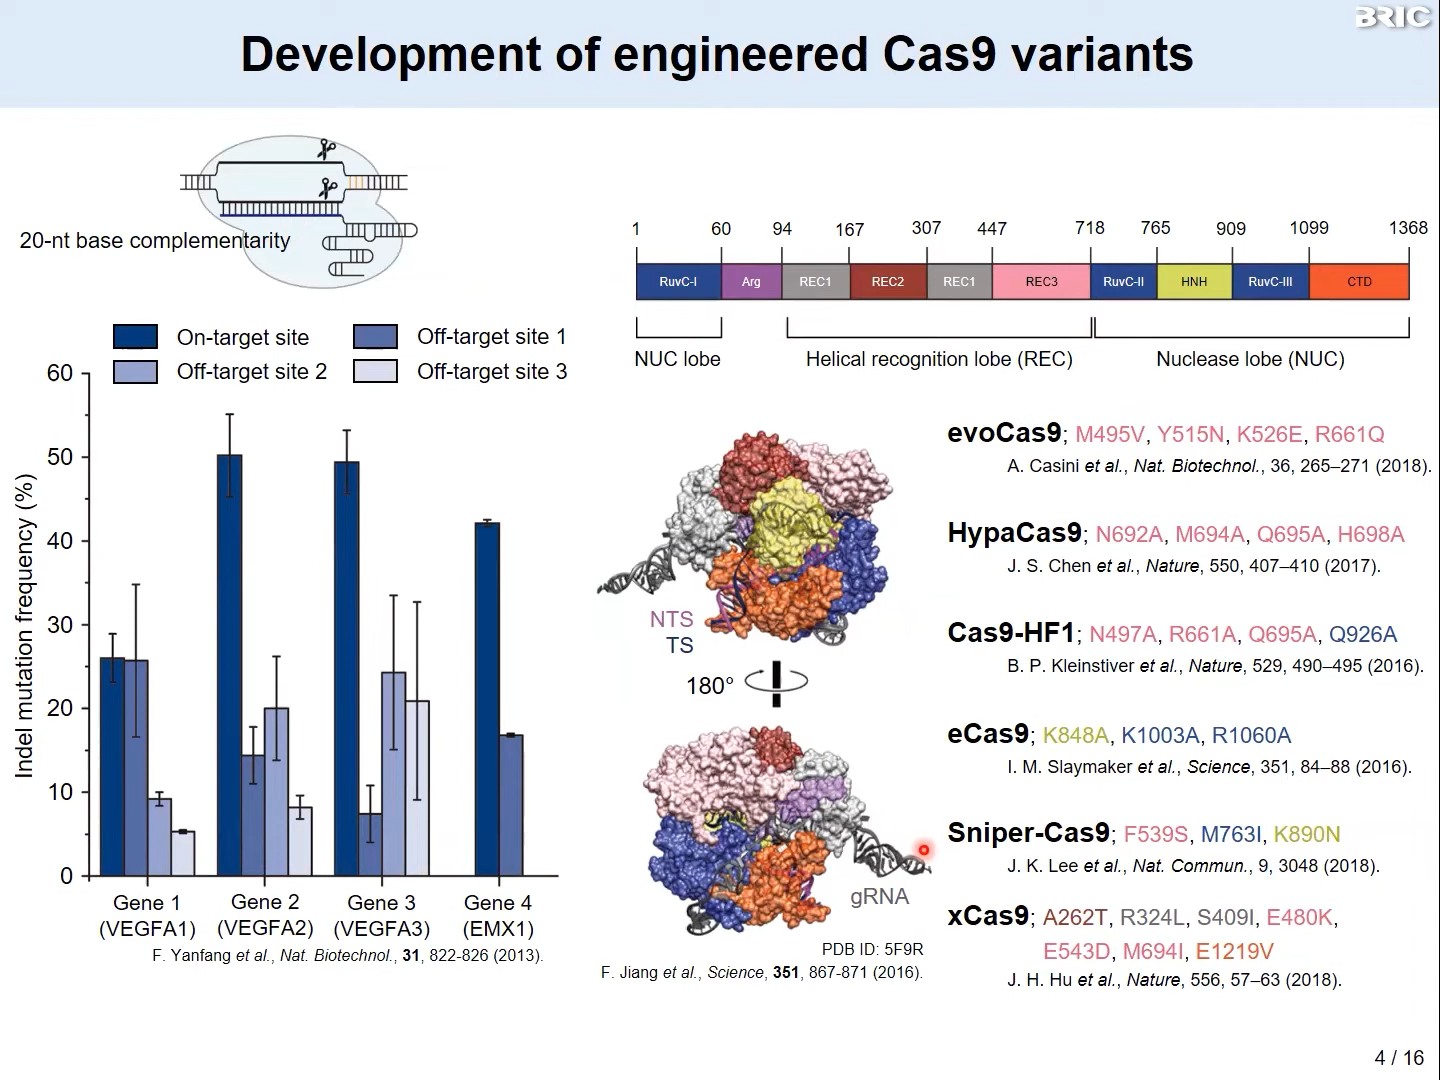 BRIC
Development of engineered Cas9 variants
20-nt base complementarity
On-target site
Off-target site 1
Off-target site 2
Off-target site 3
Indel mutation frequency (%)
60
50
40
30
20
10
0
Gene 1
(VEGFA1)
Gene 2
(VEGFA2)
Gene 3
(VEGFA3)
Gene 4
(EMX1)
F. Yanfang et al., Nat. Biotechnol., 31, 822-826 (2013).
1 60 94 167 307 447 718 765 909 1099 1368
RuvC-I Arg REC1 REC2 REC1 REC3 RuvC-II HNH RuvC-III CTD
NUC lobe
Helical recognition lobe (REC)
Nuclease lobe (NUC)
NTS
TS
180°
gRNA
PDB ID: 5F9R
F. Jiang et al., Science, 351, 867-871 (2016).
evoCas9; M495V, Y515N, K526E, R661Q
A. Casini et al., Nat. Biotechnol., 36, 265–271 (2018).
HypaCas9; N692A, M694A, Q695A, H698A
J. S. Chen et al., Nature, 550, 407–410 (2017).
Cas9-HF1; N497A, R661A, Q695A, Q926A
B. P. Kleinstiver et al., Nature, 529, 490–495 (2016).
eCas9; K848A, K1003A, R1060A
I. M. Slaymaker et al., Science, 351, 84–88 (2016).
Sniper-Cas9; F539S, M763I, K890N
J. K. Lee et al., Nat. Commun., 9, 3048 (2018).
xCas9; A262T, R324L, S409I, E480K,
E543D, M694I, E1219V
J. H. Hu et al., Nature, 556, 57–63 (2018).
4 / 16